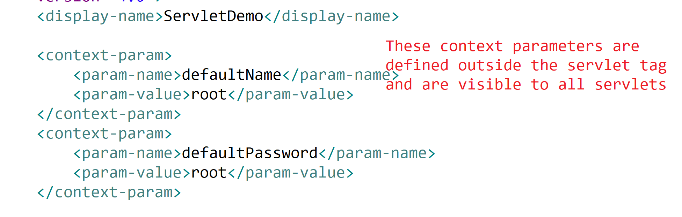 <display-name>ServletDemo</display-name>
<context-param>
<param-name>defaultName</param-name>
<param-value>root</param-value>
</context-param>
<context-param>
<param-name>defaultPassword</param-name>
<param-value>root</param-value>
</context-param>
These context parameters are
defined outside the servlet tag
and are visible to all servlets